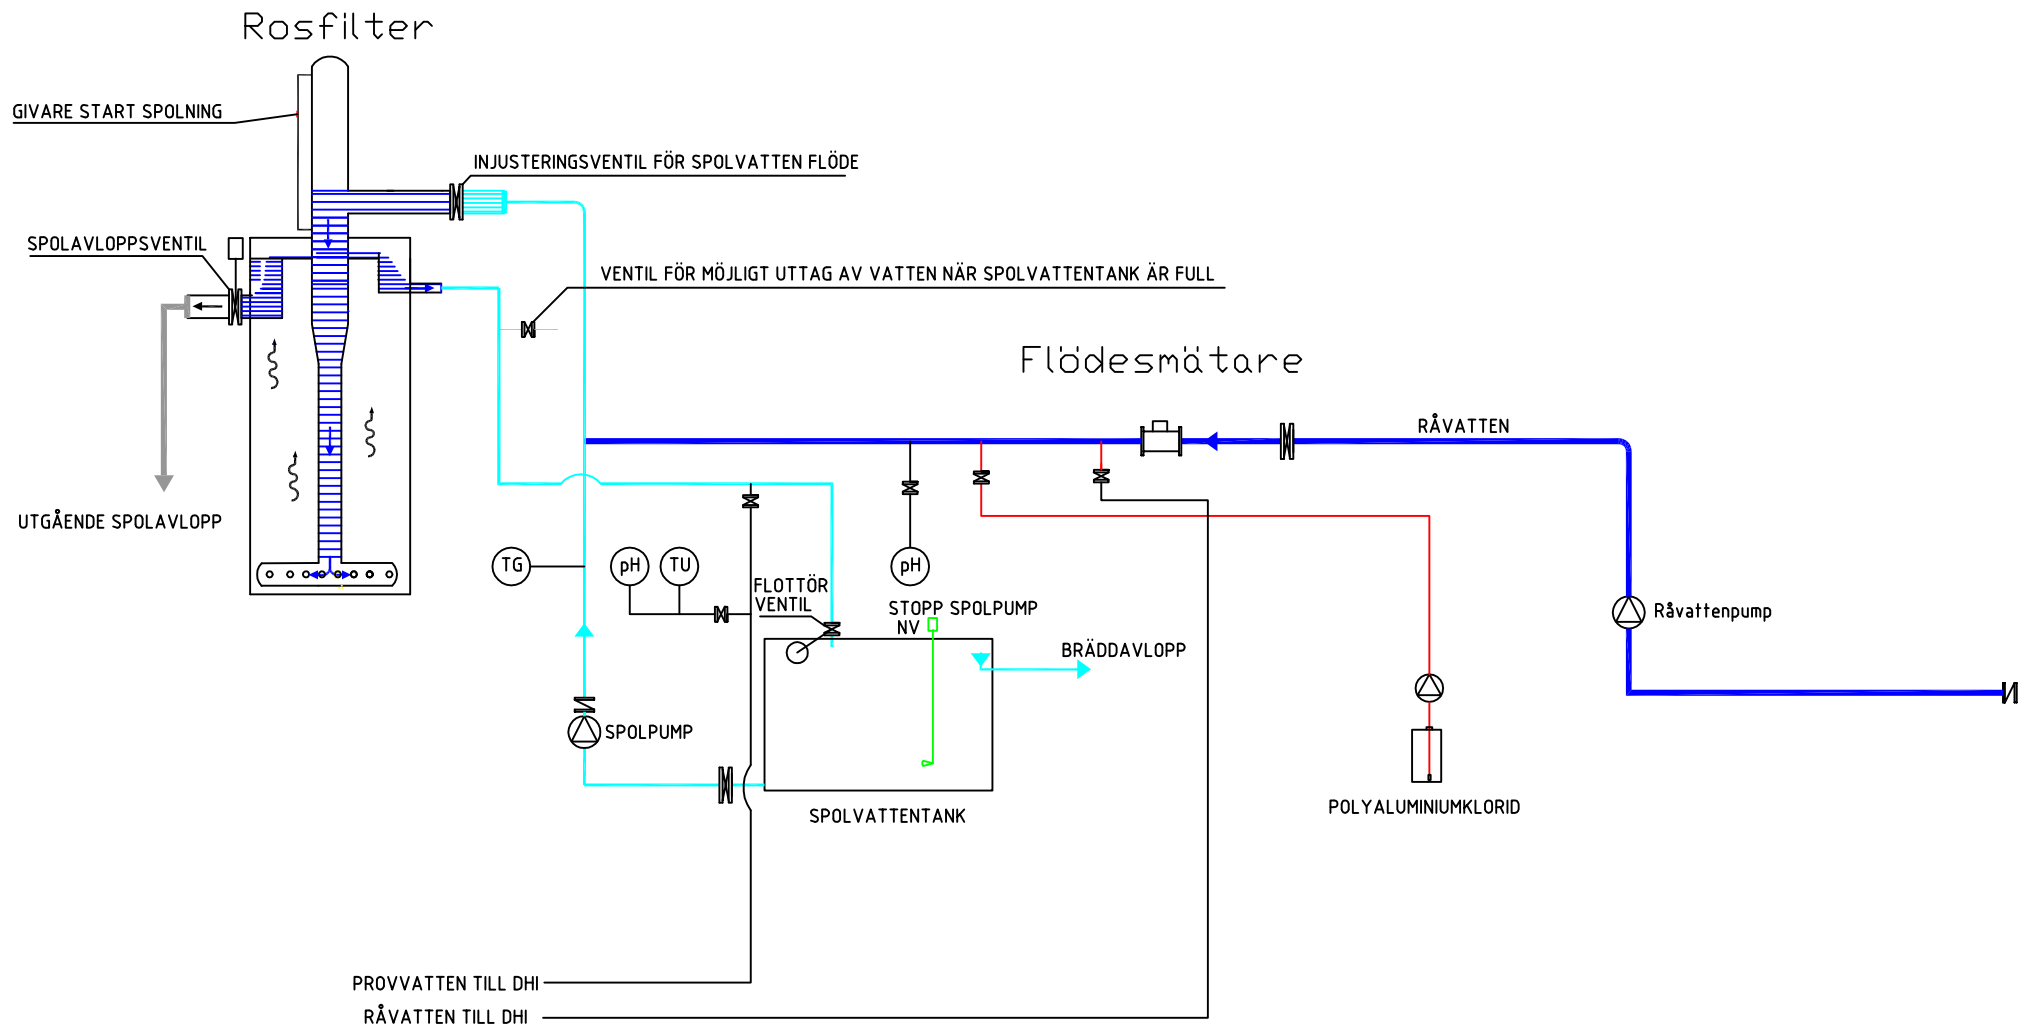 Rosfilter
GIVARE START SPOLNING
INJUSTERINGSVENTIL FÖR SPOLVATTEN FLÖDE
SPOLAVLOPPSVENTIL
VENTIL FÖR MÖJLIGT UTTAG AV VATTEN NÄR SPOLVATTENTANK ÄR FULL
Flödesmätare
RÅVATTEN
UTGÅENDE SPOLAVLOPP
TG
pH
TU
pH
FLOTTÖR
VENTIL
STOPP SPOLPUMP
NV
Råvattenpump
BRÄDDAVLOPP
SPOLPUMP
SPOLVATTENTANK
POLYALUMINIUMKLORID
PROVVATTEN TILL DHI
RÅVATTEN TILL DHI